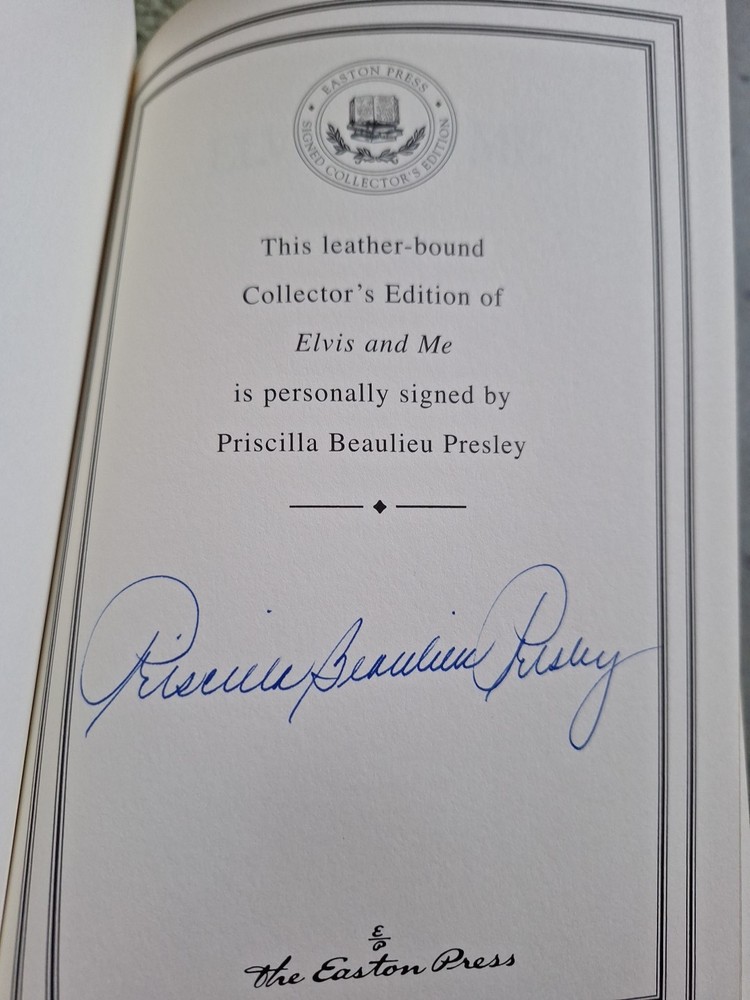 EASTON PRESS
SIGNED COLLECTOR'S EDITION
This leather-bound
Collector's Edition of
Elvis and Me
is personally signed by
Priscilla Beaulieu Presley
Priscilla Beaulieu Presley
E
P
The Easton Press